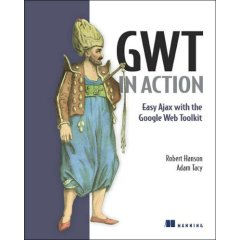 GWT
IN ACTION
Easy Ajax with the
Google Web Toolkit
Robert Hanson
Adam Tacy
MANNING